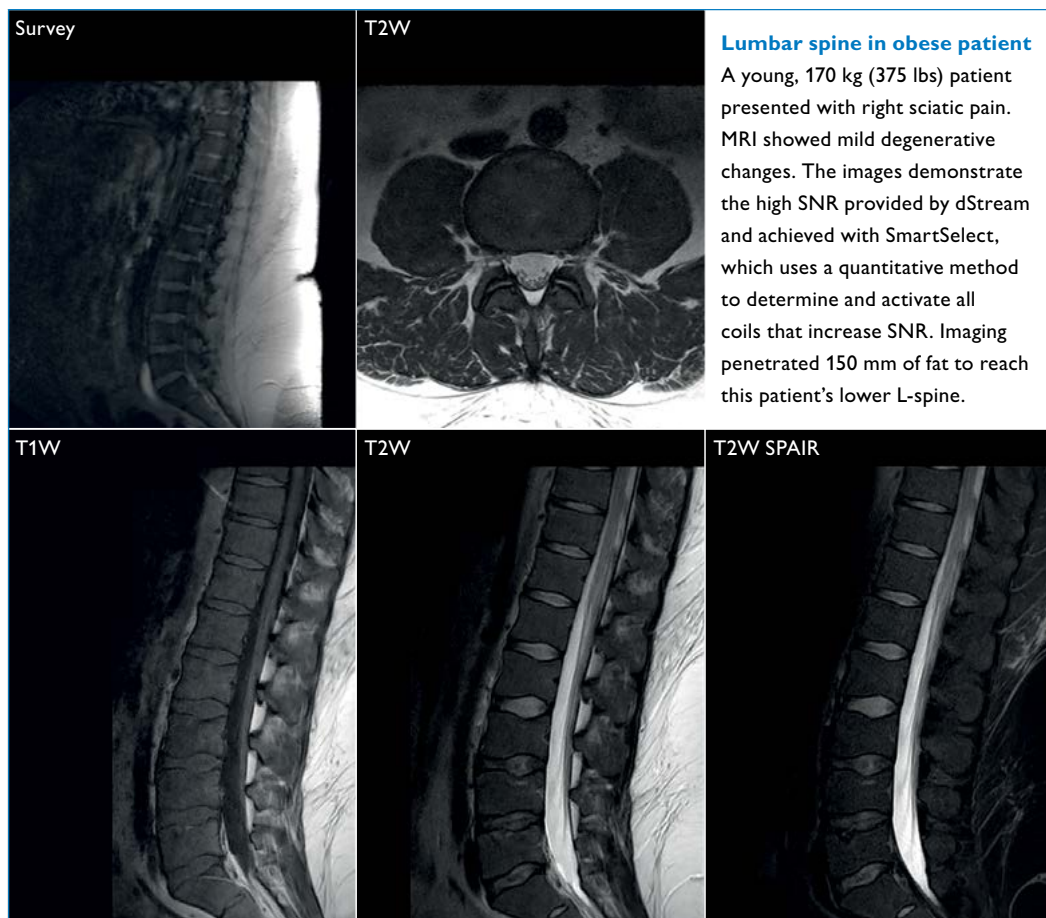 Survey
T2W
Lumbar spine in obese patient
A young, 170 kg (375 lbs) patient
presented with right sciatic pain.
MRI showed mild degenerative
changes. The images demonstrate
the high SNR provided by dStream
and achieved with SmartSelect,
which uses a quantitative method
to determine and activate all
coils that increase SNR. Imaging
penetrated 150 mm of fat to reach
this patient’s lower L-spine.
T1W
T2W
T2W SPAIR